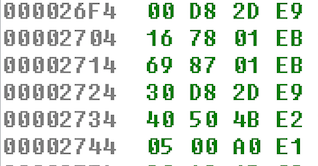 000026F4 00 D8 2D E9
00002704 16 78 01 EB
00002714 69 87 01 EB
00002724 30 D8 2D E9
00002734 40 50 4B E2
00002744 05 00 A0 E1